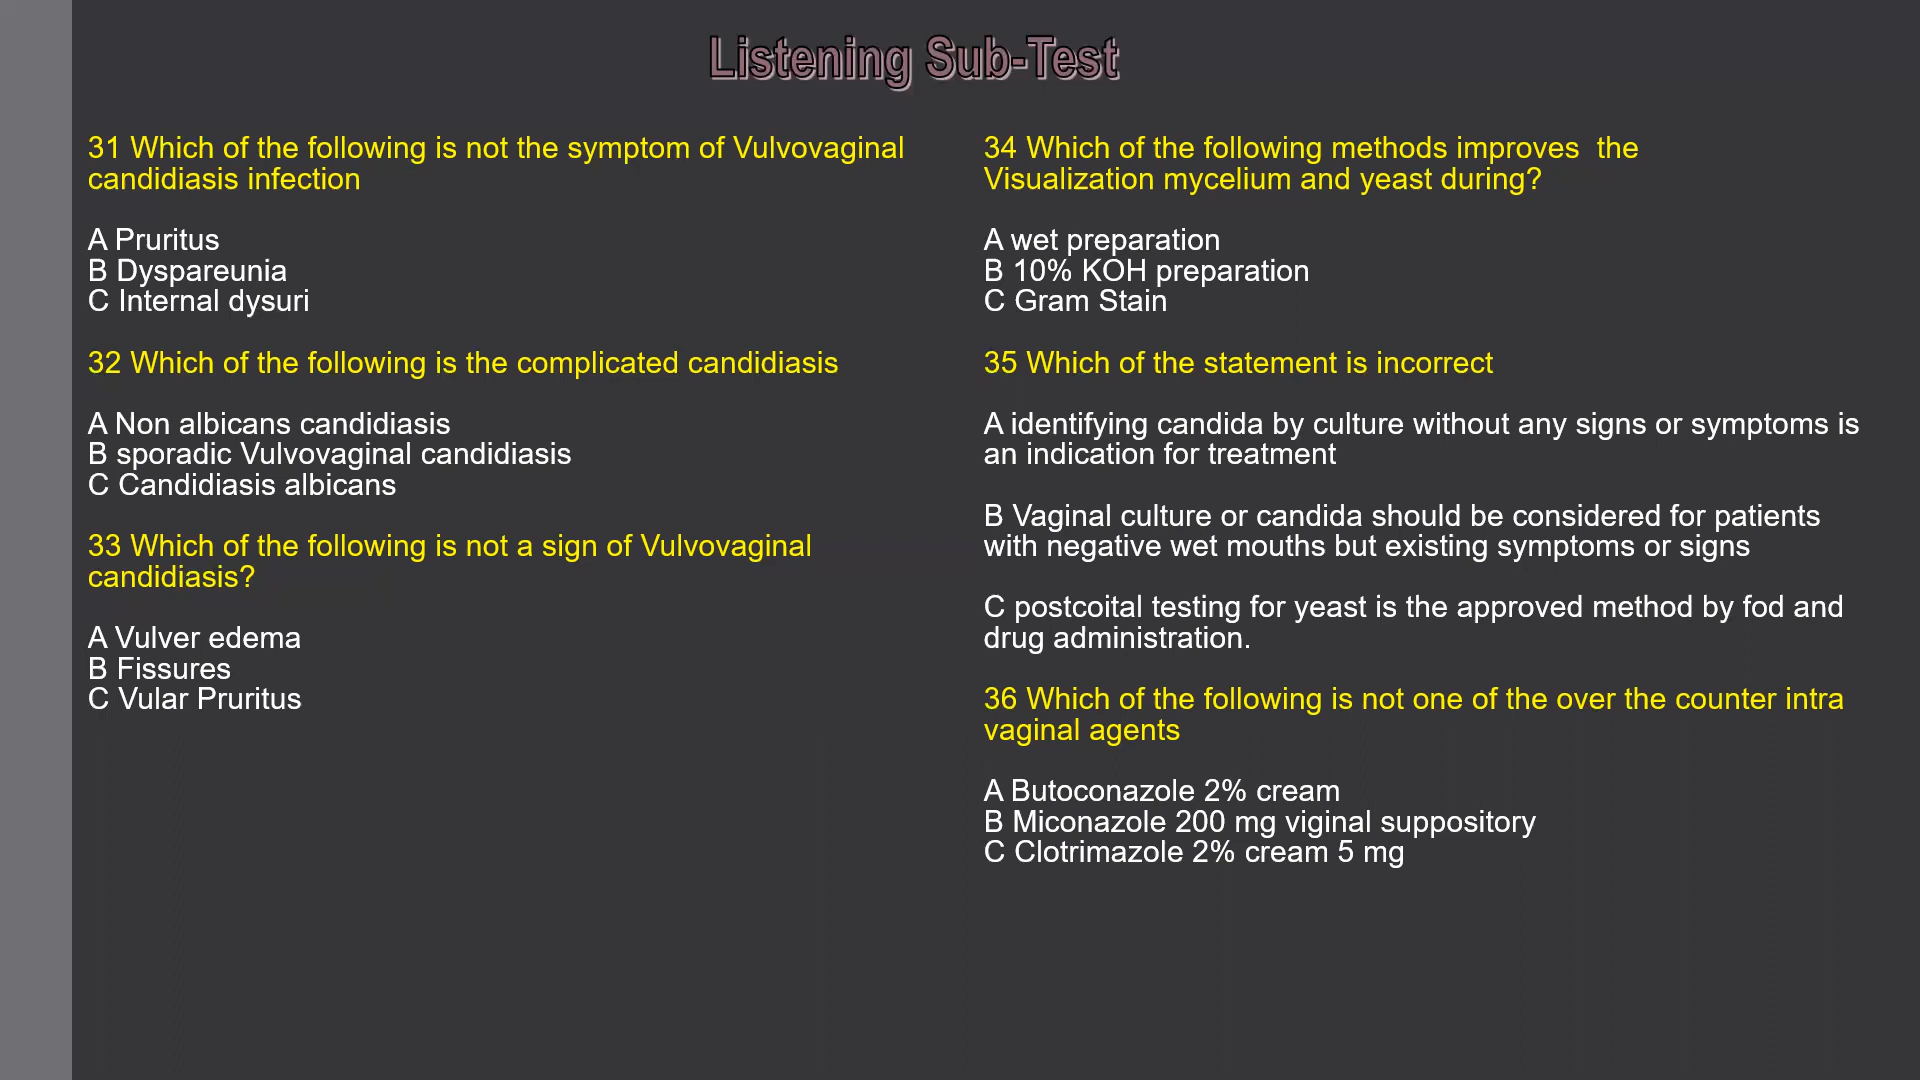 Listening Sub-Test
31 Which of the following is not the symptom of Vulvovaginal
candidiasis infection
A Pruritus
B Dyspareunia
C Internal dysuri
32 Which of the following is the complicated candidiasis
A Non albicans candidiasis
B sporadic Vulvovaginal candidiasis
C Candidiasis albicans
33 Which of the following is not a sign of Vulvovaginal
candidiasis?
A Vulver edema
B Fissures
C Vular Pruritus
34 Which of the following methods improves  the
Visualization mycelium and yeast during?
A wet preparation
B 10% KOH preparation
C Gram Stain
35 Which of the statement is incorrect
A identifying candida by culture without any signs or symptoms is
an indication for treatment
B Vaginal culture or candida should be considered for patients
with negative wet mouths but existing symptoms or signs
C postcoital testing for yeast is the approved method by fod and
drug administration.
36 Which of the following is not one of the over the counter intra
vaginal agents
A Butoconazole 2% cream
B Miconazole 200 mg viginal suppository
C Clotrimazole 2% cream 5 mg